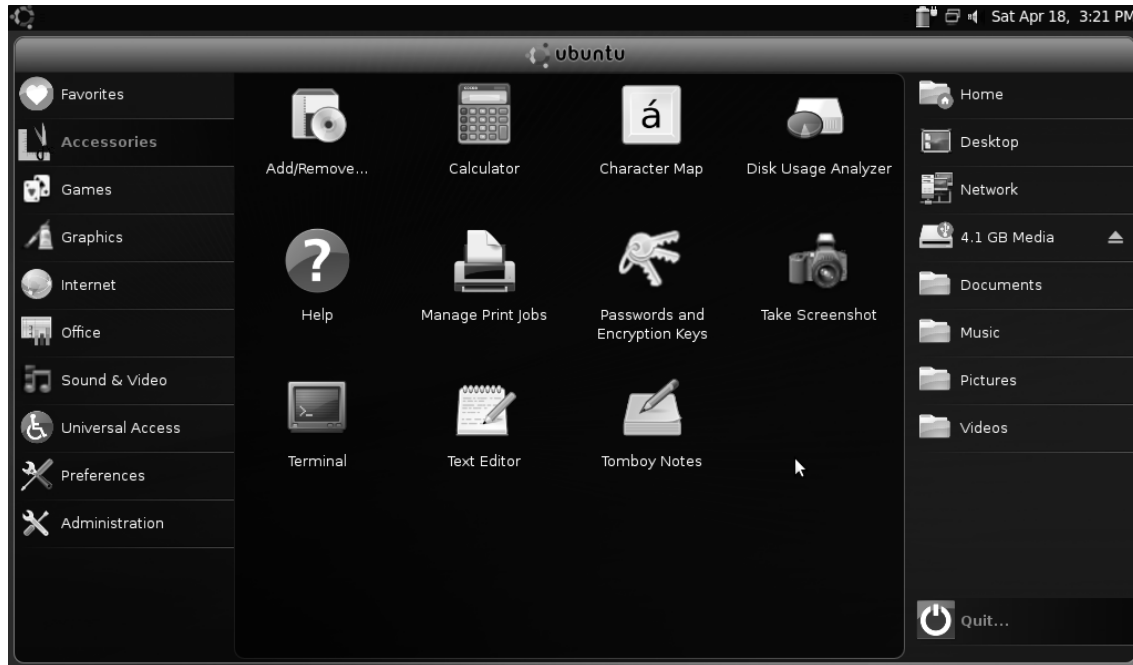 Sat Apr 18, 3:21 PM
ubuntu
Favorites
Accessories
Games
Graphics
Internet
Office
Sound & Video
Universal Access
Preferences
Administration
Add/Remove...
Calculator
á
Character Map
Disk Usage Analyzer
?
Help
Manage Print Jobs
Passwords and
Encryption Keys
Take Screenshot
>_
Terminal
Text Editor
Tomboy Notes
Home
Desktop
Network
4.1 GB Media
Documents
Music
Pictures
Videos
Quit...